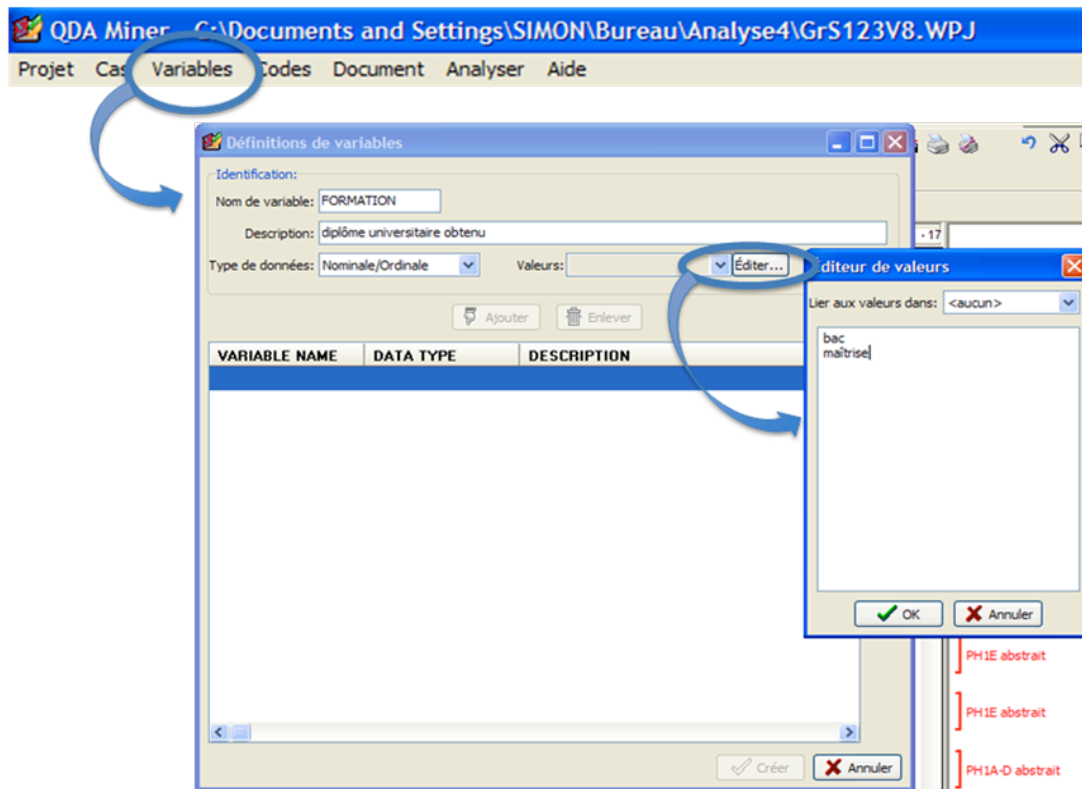 QDA Miner - C:\Documents and Settings\SIMON\Bureau\Analyse4\GrS123V8.WPJ
Projet Cas Variables Codes Document Analyser Aide
Définitions de variables
Identification:
Nom de variable: FORMATION
Description: diplôme universitaire obtenu
· 17
Type de données: Nominale/Ordinale Valeurs: Éditer...
Ajouter Enlever
VARIABLE NAME DATA TYPE DESCRIPTION
Éditeur de valeurs
Lier aux valeurs dans: <aucun>
bac
maîtrise
OK Annuler
PH1E abstrait
PH1E abstrait
PH1A-D abstrait
Créer Annuler